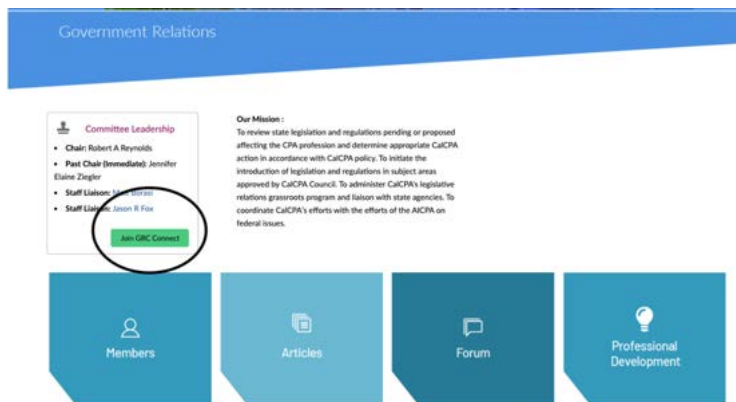 Government Relations
Committee Leadership
• Chair: Robert A Reynolds
• Past Chair (Immediate): Jennifer
Elaine Ziegler
• Staff Liaison:
• Staff Liaison: Jason R Fox
Join GRC Connect
Our Mission :
To review state legislation and regulations pending or proposed
affecting the CPA profession and determine appropriate CalCPA
action in accordance with CalCPA policy. To initiate the
introduction of legislation and regulations in subject areas
approved by CalCPA Council. To administer CalCPA's legislative
relations grassroots program and liaison with state agencies. To
coordinate CalCPA's efforts with the efforts of the AICPA on
federal issues.
Members
Articles
Forum
Professional
Development